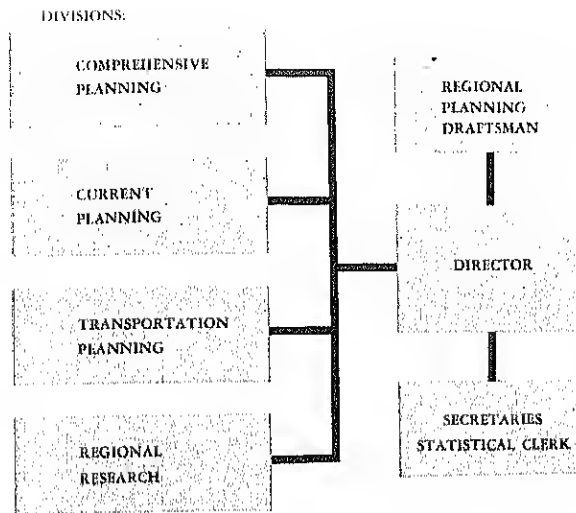 DIVISIONS:
COMPREHENSIVE
PLANNING
CURRENT
PLANNING
TRANSPORTATION
PLANNING
REGIONAL
RESEARCH
REGIONAL
PLANNING
DRAFTSMAN
DIRECTOR
SECRETARIES
STATISTICAL CLERK